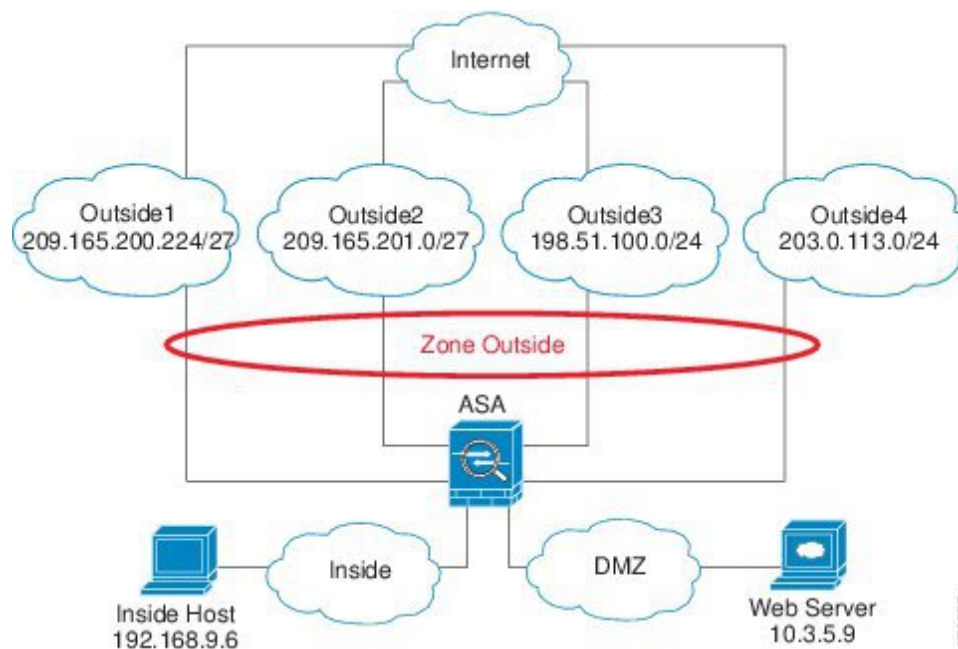 Internet
Outside1
209.165.200.224/27
Outside2
209.165.201.0/27
Outside3
198.51.100.0/24
Outside4
203.0.113.0/24
Zone Outside
ASA
Inside
DMZ
Inside Host
192.168.9.6
Web Server
10.3.5.9